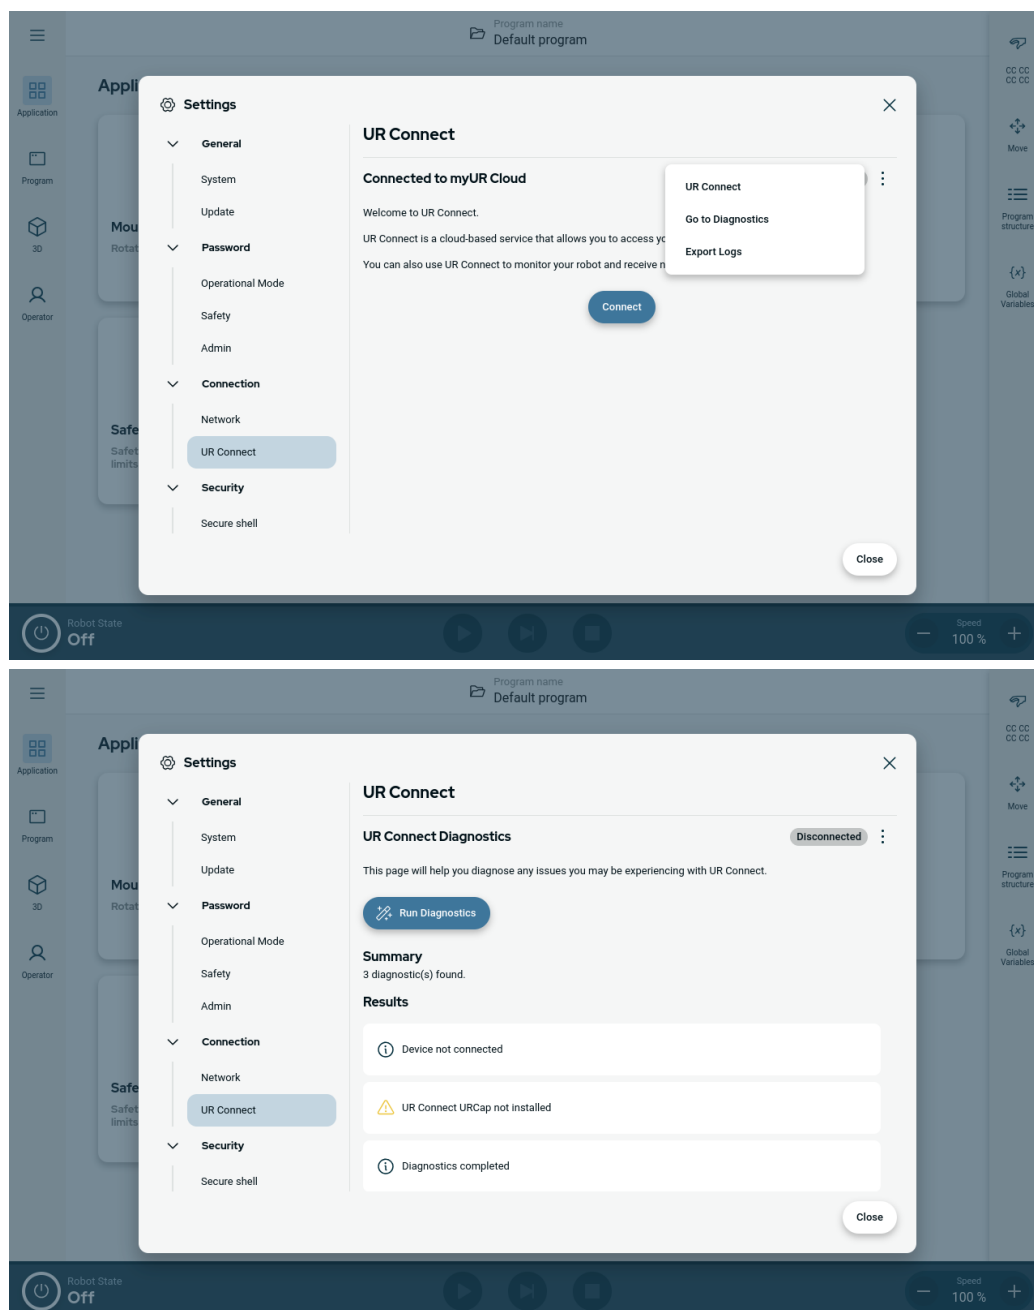 Program name
Default program
Application
Program
3D
Operator
Appli
Mou
Rotat
Safe
Safet
limits
Settings
General
System
Update
Password
Operational Mode
Safety
Admin
Connection
Network
UR Connect
Security
Secure shell
UR Connect
Connected to myUR Cloud
Welcome to UR Connect.
UR Connect is a cloud-based service that allows you to access yo
You can also use UR Connect to monitor your robot and receive n
UR Connect
Go to Diagnostics
Export Logs
Connect
Close
CC CC
CC CC
Move
Program
structure
{x}
Global
Variables
Robot State
Off
Speed
100 %
Program name
Default program
Application
Program
3D
Operator
Appli
Mou
Rotat
Safe
Safet
limits
Settings
General
System
Update
Password
Operational Mode
Safety
Admin
Connection
Network
UR Connect
Security
Secure shell
UR Connect
UR Connect Diagnostics
Disconnected
This page will help you diagnose any issues you may be experiencing with UR Connect.
Run Diagnostics
Summary
3 diagnostic(s) found.
Results
Device not connected
UR Connect URCap not installed
Diagnostics completed
Close
CC CC
CC CC
Move
Program
structure
{x}
Global
Variables
Robot State
Off
Speed
100 %